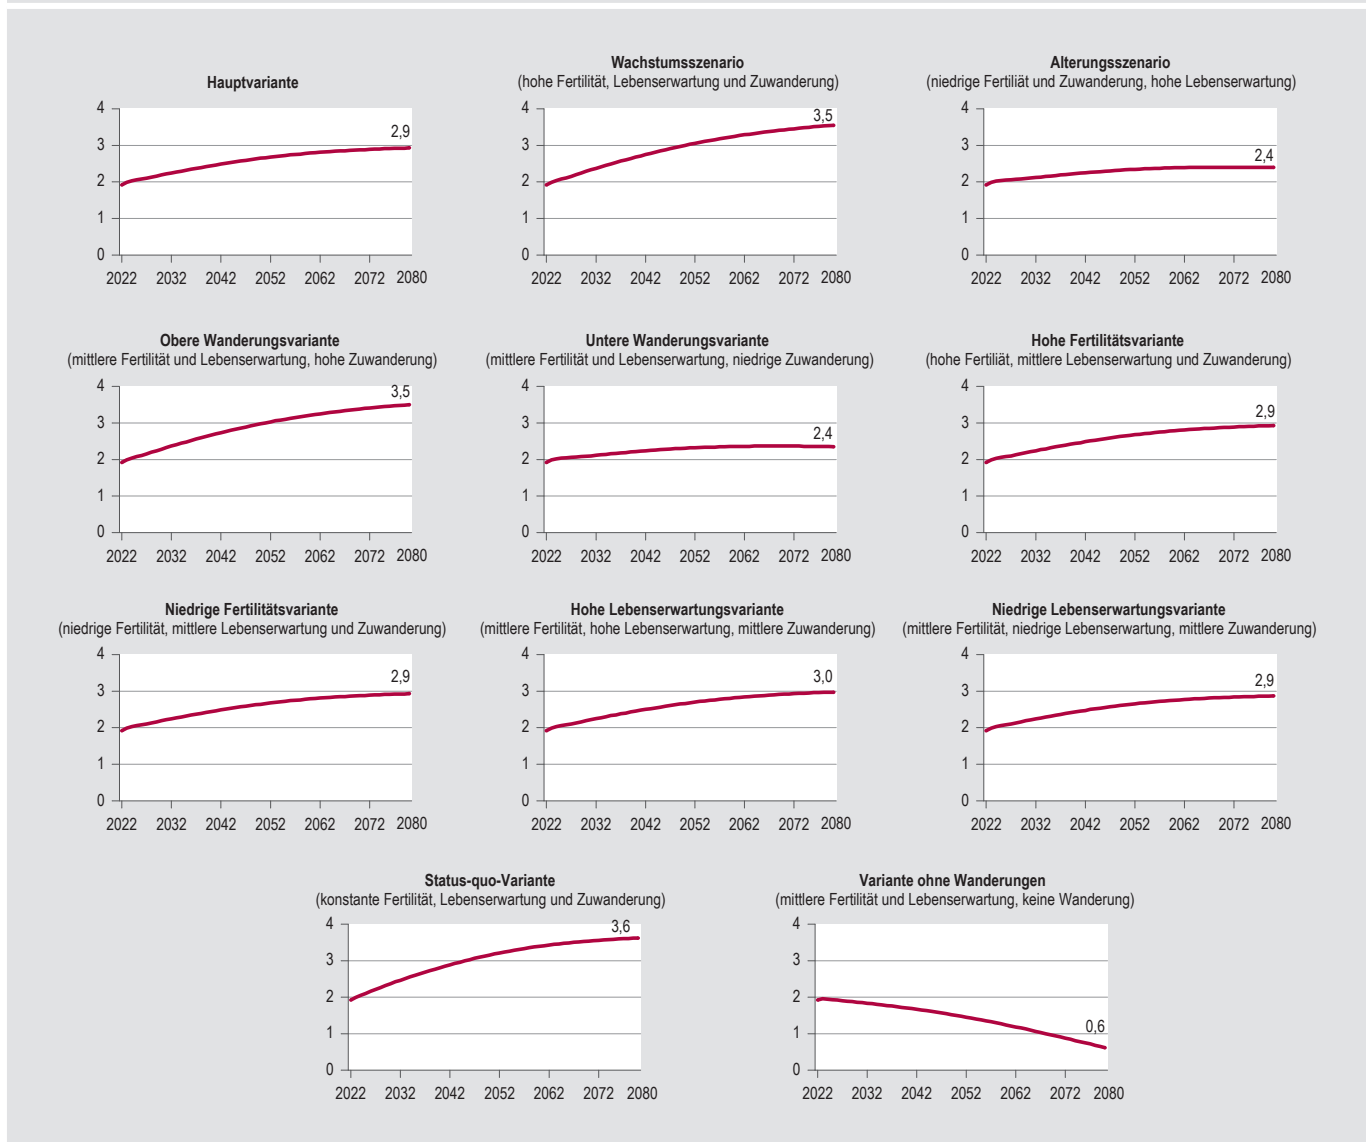 Hauptvariante
4
3
2
1
0
2,9
2022 2032 2042 2052 2062 2072 2080
Wachstumsszenario
(hohe Fertilität, Lebenserwartung und Zuwanderung)
4
3
2
1
0
3,5
2022 2032 2042 2052 2062 2072 2080
Alterungsszenario
(niedrige Fertiliät und Zuwanderung, hohe Lebenserwartung)
4
3
2
1
0
2,4
2022 2032 2042 2052 2062 2072 2080
Obere Wanderungsvariante
(mittlere Fertilität und Lebenserwartung, hohe Zuwanderung)
4
3
2
1
0
3,5
2022 2032 2042 2052 2062 2072 2080
Untere Wanderungsvariante
(mittlere Fertilität und Lebenserwartung, niedrige Zuwanderung)
4
3
2
1
0
2,4
2022 2032 2042 2052 2062 2072 2080
Hohe Fertilitätsvariante
(hohe Fertiliät, mittlere Lebenserwartung und Zuwanderung)
4
3
2
1
0
2,9
2022 2032 2042 2052 2062 2072 2080
Niedrige Fertilitätsvariante
(niedrige Fertilität, mittlere Lebenserwartung und Zuwanderung)
4
3
2
1
0
2,9
2022 2032 2042 2052 2062 2072 2080
Hohe Lebenserwartungsvariante
(mittlere Fertilität, hohe Lebenserwartung, mittlere Zuwanderung)
4
3
2
1
0
3,0
2022 2032 2042 2052 2062 2072 2080
Niedrige Lebenserwartungsvariante
(mittlere Fertilität, niedrige Lebenserwartung, mittlere Zuwanderung)
4
3
2
1
0
2,9
2022 2032 2042 2052 2062 2072 2080
Status-quo-Variante
(konstante Fertilität, Lebenserwartung und Zuwanderung)
4
3
2
1
0
3,6
2022 2032 2042 2052 2062 2072 2080
Variante ohne Wanderungen
(mittlere Fertilität und Lebenserwartung, keine Wanderung)
4
3
2
1
0
0,6
2022 2032 2042 2052 2062 2072 2080